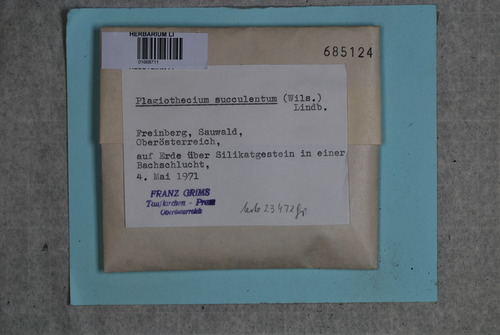 HERBARIUM LI
685124
Plagiothecium succulentum (Wils.)
Lindb.
Freinberg, Sauwald,
Oberösterreich,
auf Erde über Silikatgestein in einer
Bachschlucht,
4. Mai 1971
FRANZ GRIMS
Taufkirchen - Pram
Oberösterreich